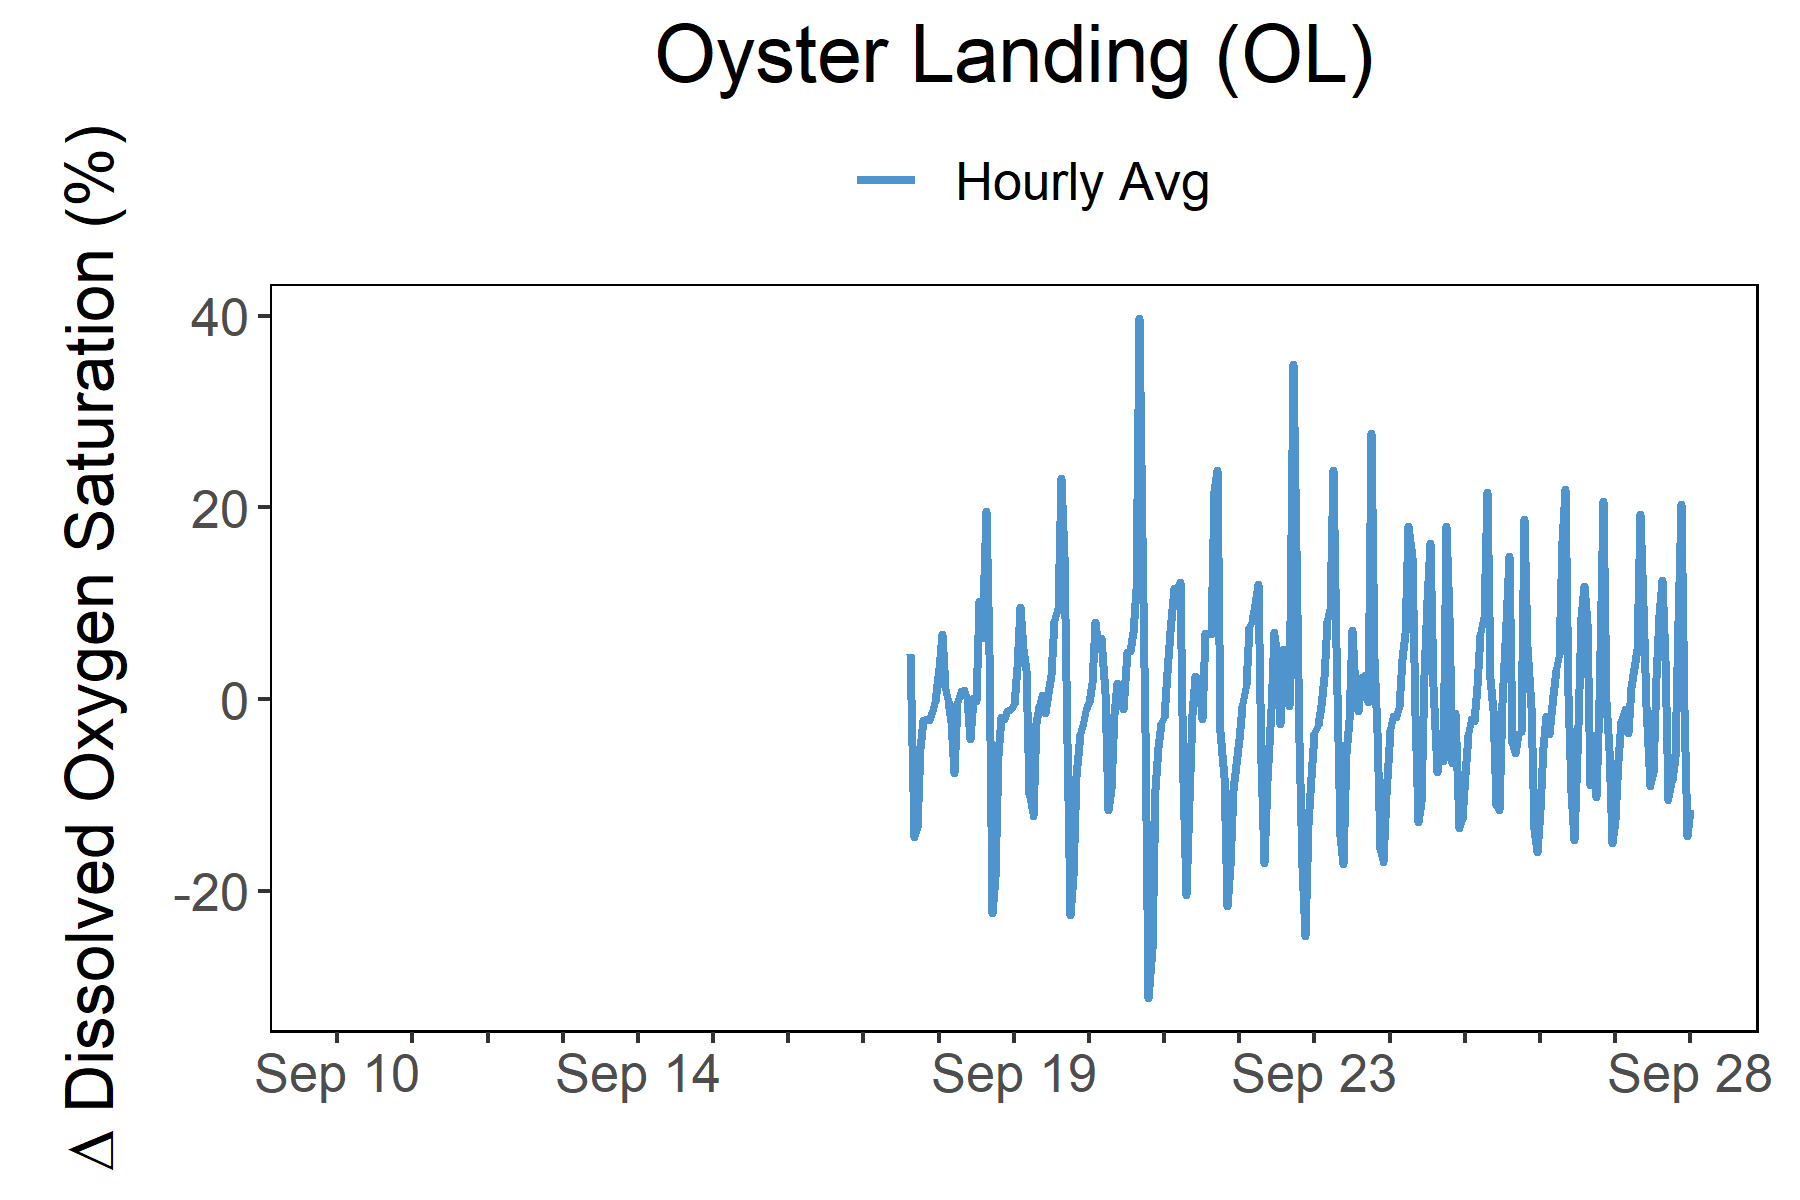 Oyster Landing (OL)
Hourly Avg
Δ Dissolved Oxygen Saturation (%)
40
20
0
-20
Sep 10
Sep 14
Sep 19
Sep 23
Sep 28